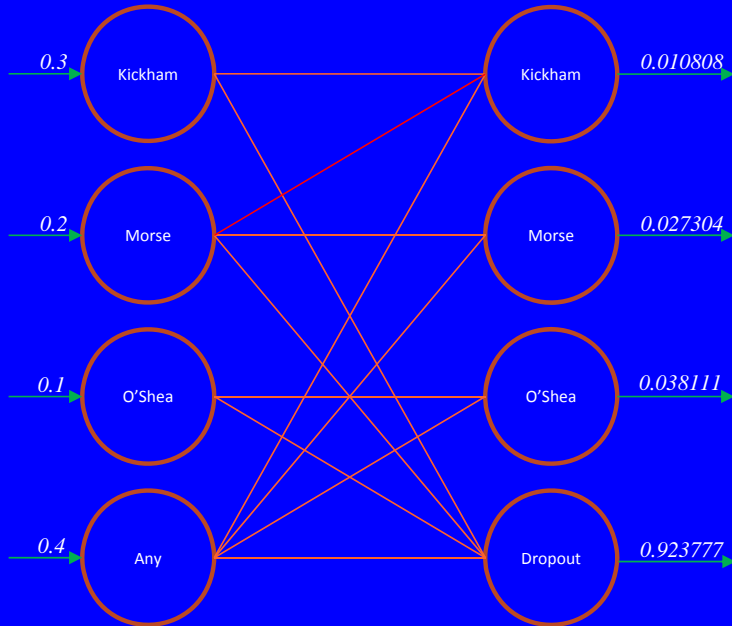 0.3 Kickham Kickham 0.010808
0.2 Morse Morse 0.027304
0.1 O'Shea O'Shea 0.038111
0.4 Any Dropout 0.923777